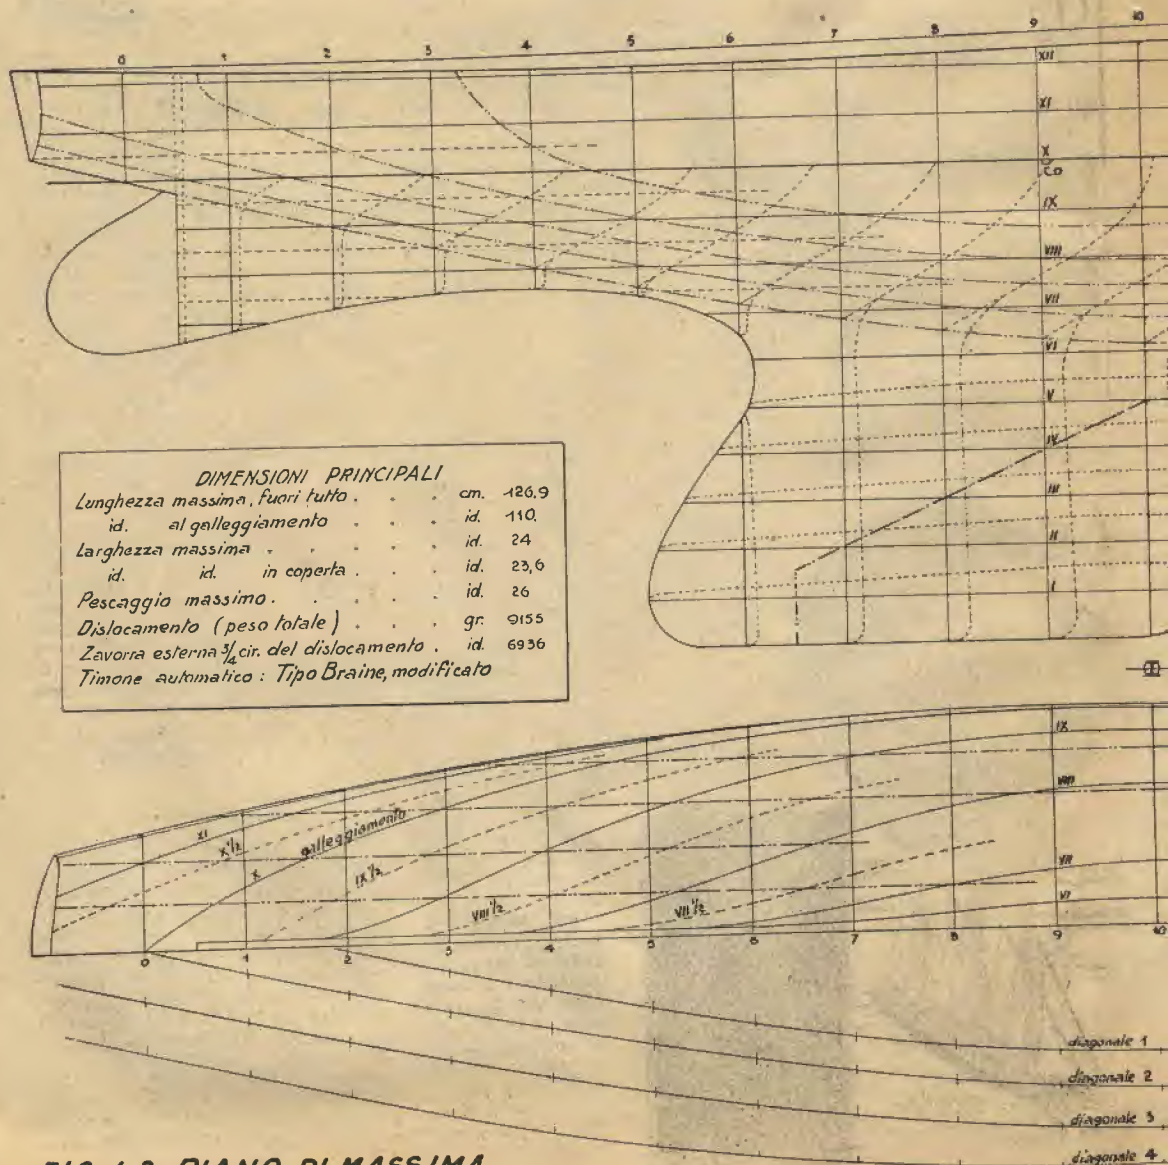 0 1 2 3 4 5 6 7 8 9 10
XII
XI
X
Co
IX
VIII
VII
VI
V
IV
III
II
I
DIMENSIONI PRINCIPALI
Lunghezza massima, fuori tutto . . . cm. 126,9
id. al galleggiamento . . . id. 110,
Larghezza massima . . . . . id. 24
id. id. in coperta . . . id. 23,6
Pescaggio massimo . . . . . id. 26
Dislocamento (peso totale) . . . gr. 9155
Zavorra esterna 3/4 cir. del dislocamento . id. 6936
Timone automatico : Tipo Braine, modificato
IX
VIII
VII
VI
XI
X 1/2
X
galleggiamento
IX 1/2
VIII 1/2
VII 1/2
0 1 2 3 4 5 6 7 8 9 10
diagonale 1
diagonale 2
diagonale 3
diagonale 4
PIANO DI MASSIMA